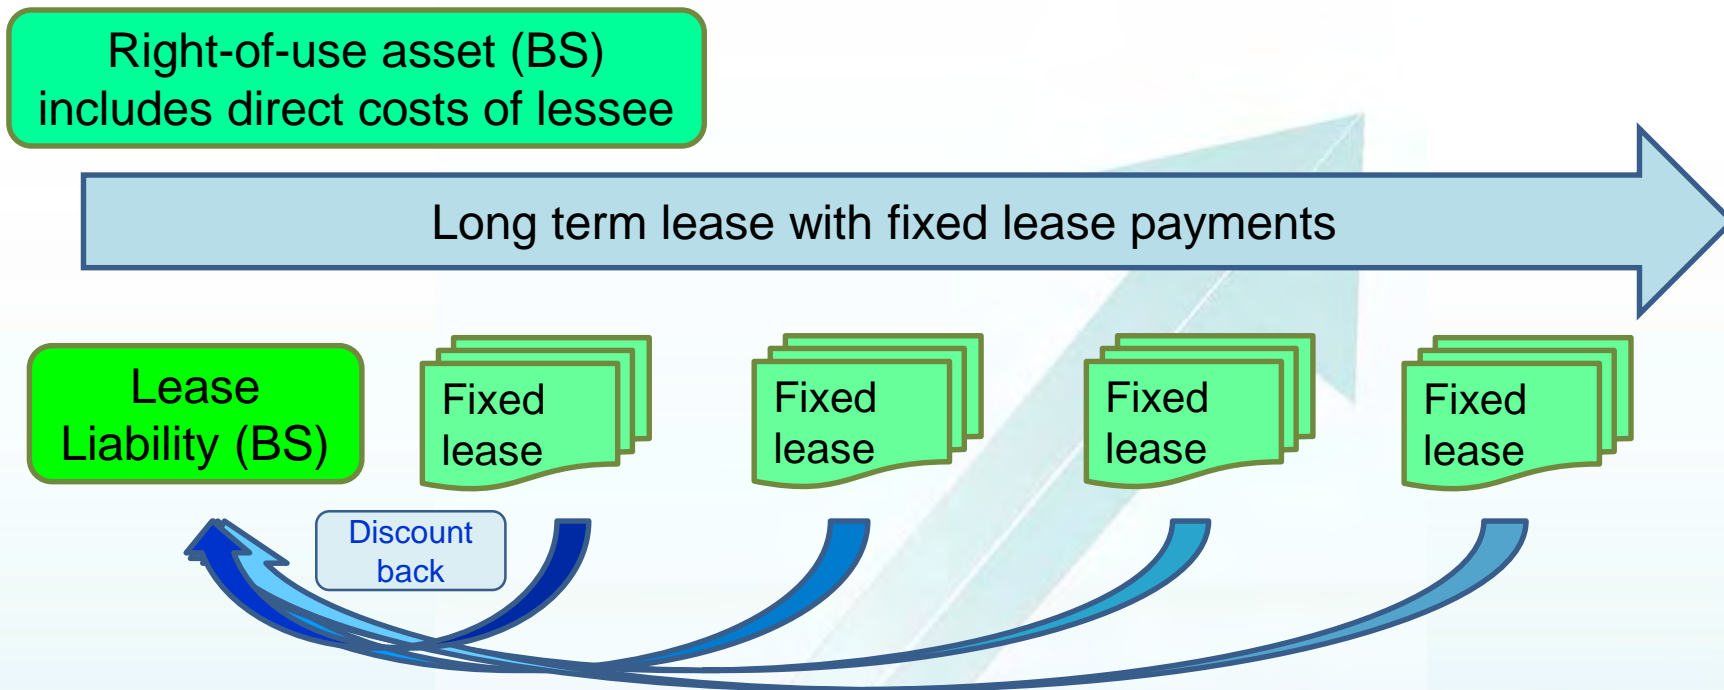 Right-of-use asset (BS)
includes direct costs of lessee
Long term lease with fixed lease payments
Lease
Liability (BS)
Fixed
lease
Fixed
lease
Fixed
lease
Fixed
lease
Discount
back